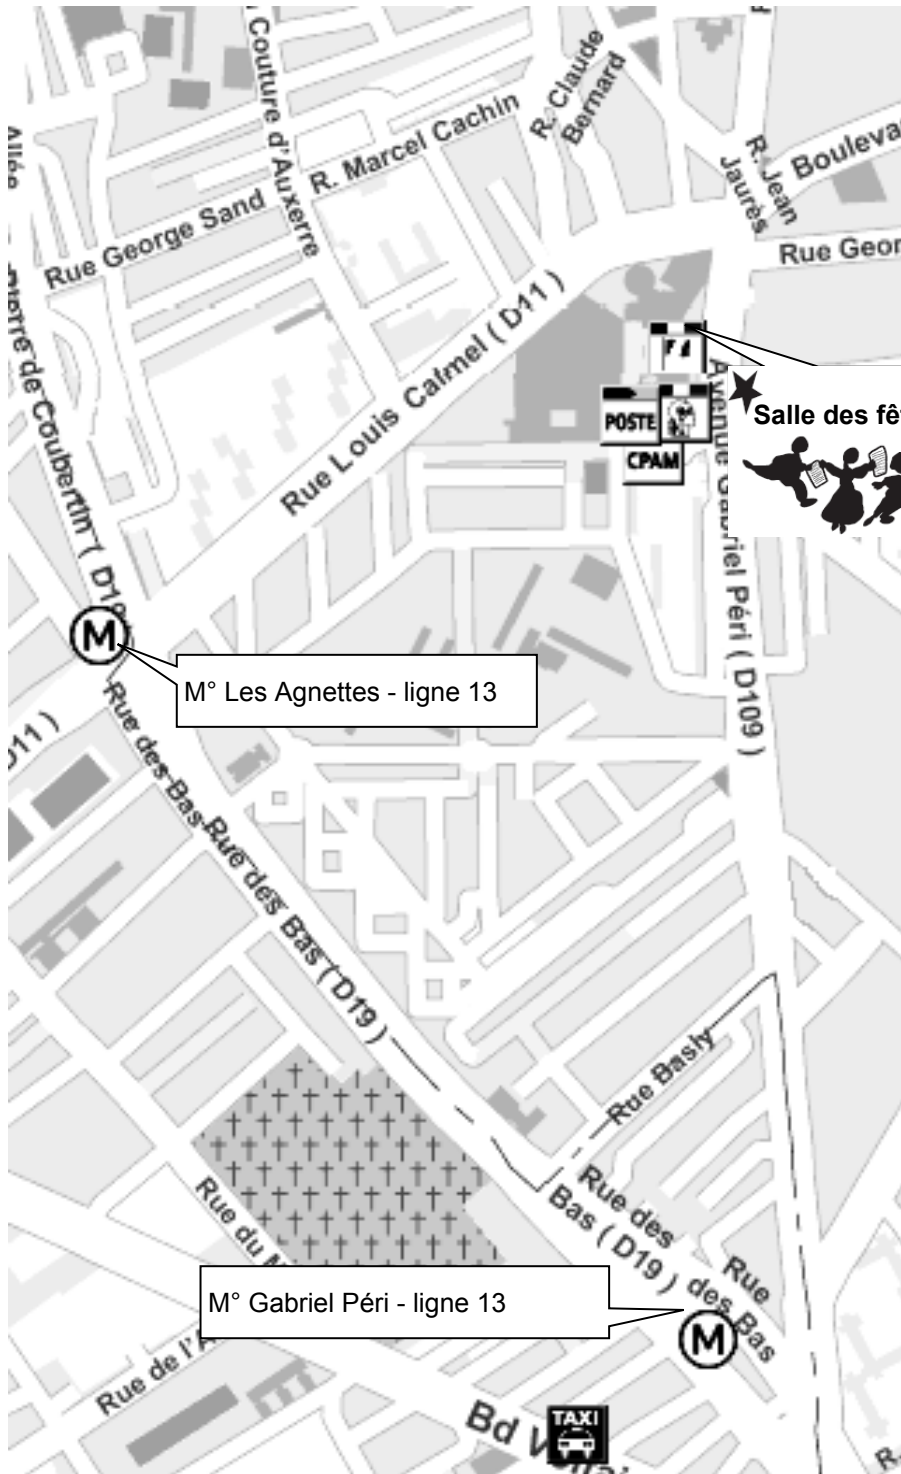 Couture d'Auxerre
R. Claude
Bernard
R. Marcel Cachin
Allée
R. Jean
Jaurès
Rue George Sand
Rue Geor
Pierre de Coubertin ( D19
Rue Louis Calmel ( D11 )
POSTE
CPAM
Salle des fê
Avenue Gabriel Péri ( D109 )
M
M° Les Agnettes - ligne 13
D11 )
Rue des Bas
Rue des Bas ( D19 )
Rue Basly
Rue des
Bas ( D19 )
Rue
des Bas
Rue du
M° Gabriel Péri - ligne 13
M
Rue de l'A
TAXI
Bd
R.